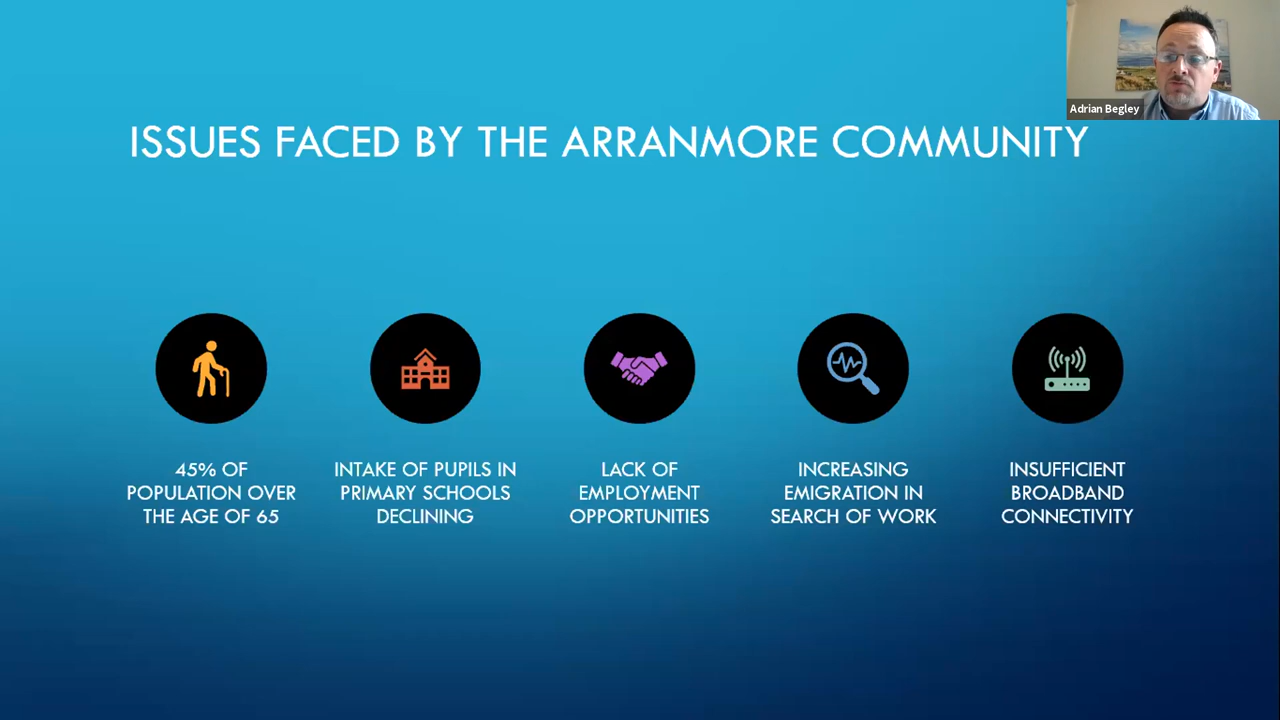 Adrian Begley
ISSUES FACED BY THE ARRANMORE COMMUNITY
45% OF
POPULATION OVER
THE AGE OF 65
INTAKE OF PUPILS IN
PRIMARY SCHOOLS
DECLINING
LACK OF
EMPLOYMENT
OPPORTUNITIES
INCREASING
EMIGRATION IN
SEARCH OF WORK
INSUFFICIENT
BROADBAND
CONNECTIVITY